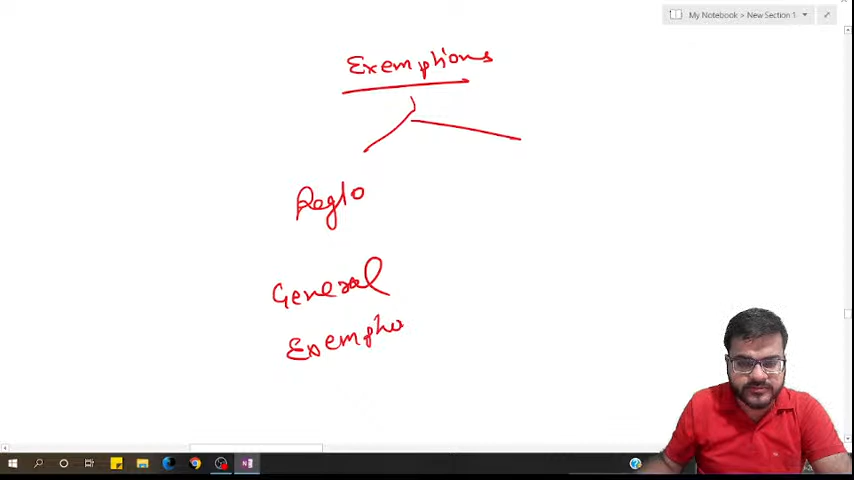 My Notebook > New Section 1
Exemptions
Reglo
General
Exemptio